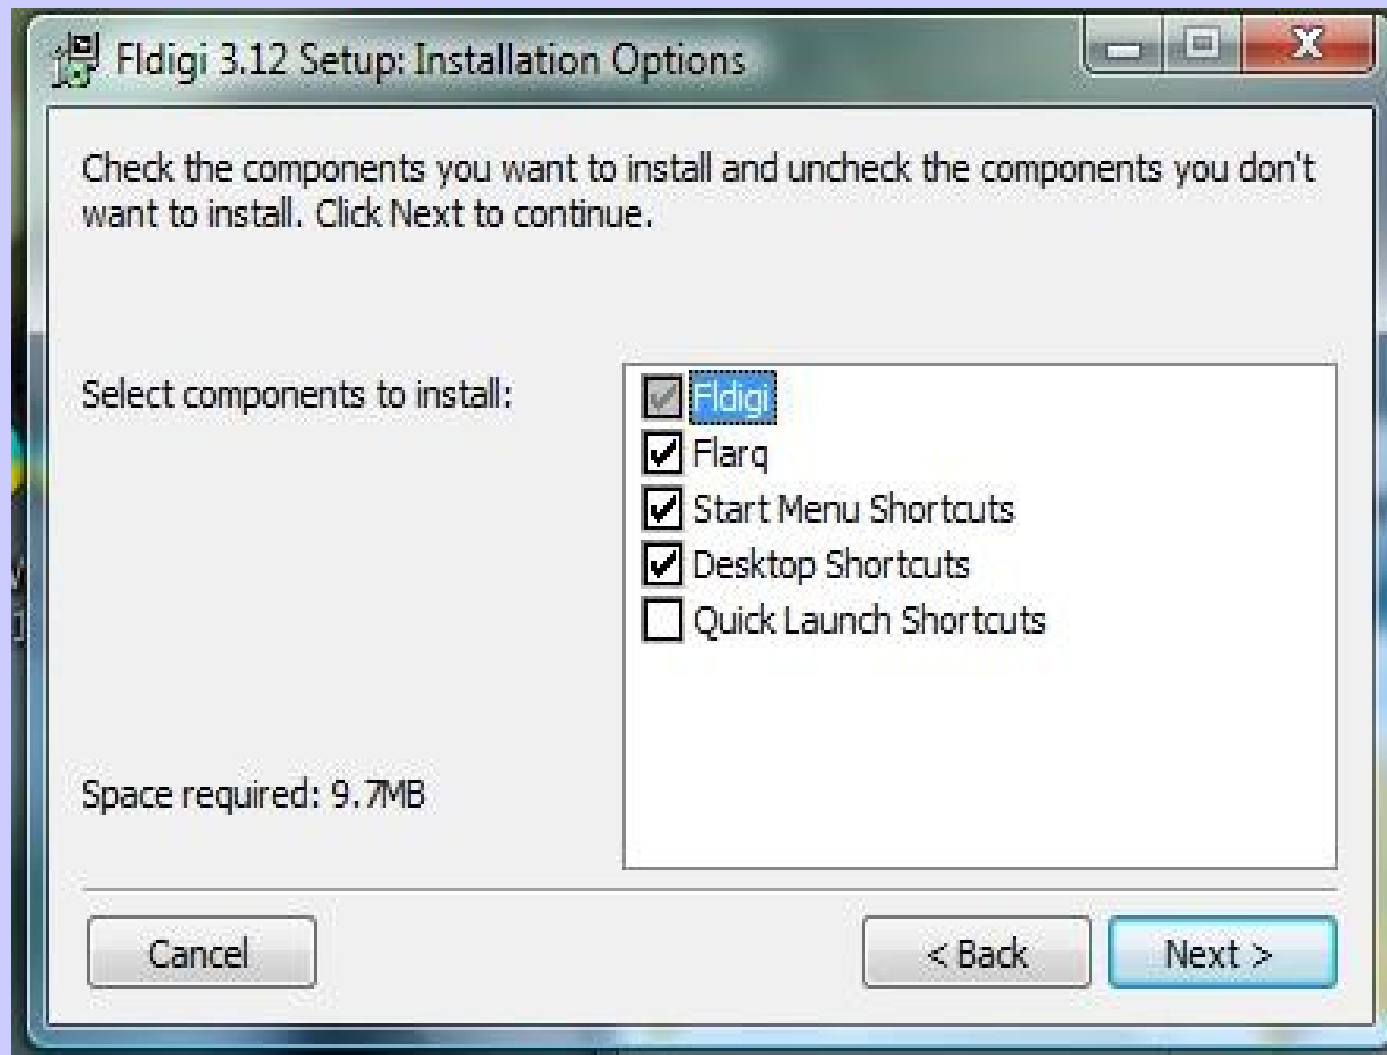 Fldigi 3.12 Setup: Installation Options
Check the components you want to install and uncheck the components you don't
want to install. Click Next to continue.
Select components to install:
Fldigi
Flarq
Start Menu Shortcuts
Desktop Shortcuts
Quick Launch Shortcuts
Space required: 9.7MB
Cancel
< Back
Next >